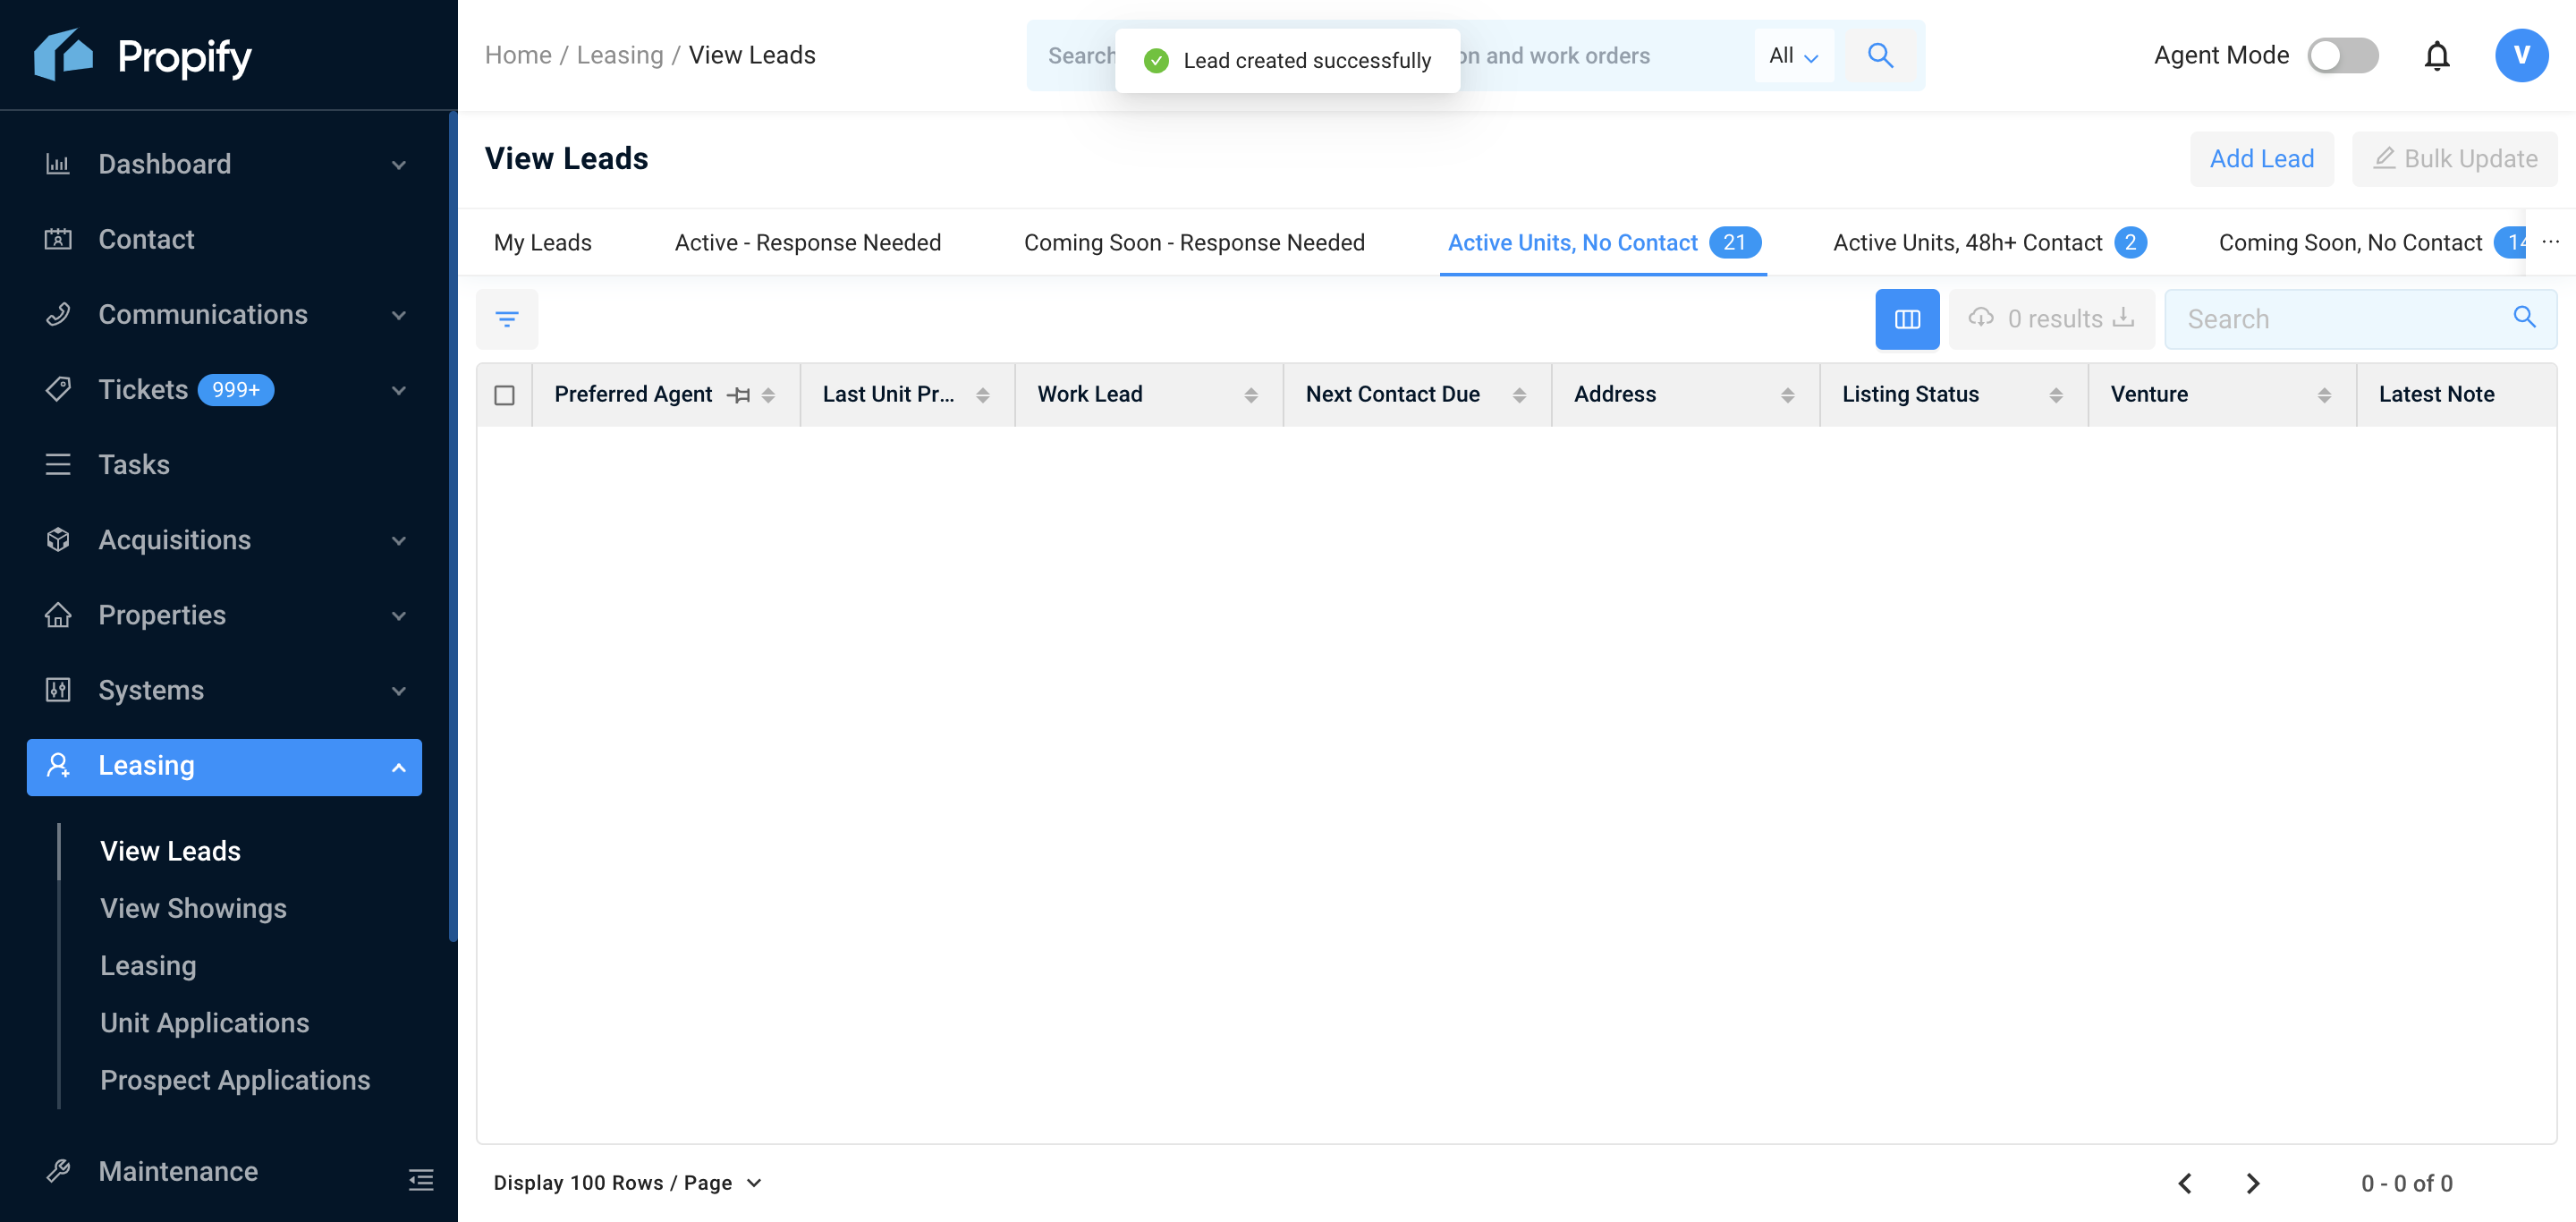 Propify
Home / Leasing / View Leads
Search
Lead created successfully
on and work orders
All
Agent Mode
V
Dashboard
Contact
Communications
Tickets 999+
Tasks
Acquisitions
Properties
Systems
Leasing
View Leads
View Showings
Leasing
Unit Applications
Prospect Applications
Maintenance
View Leads
Add Lead
Bulk Update
My Leads
Active - Response Needed
Coming Soon - Response Needed
Active Units, No Contact 21
Active Units, 48h+ Contact 2
Coming Soon, No Contact
...
0 results
Search
Preferred Agent
Last Unit Pr...
Work Lead
Next Contact Due
Address
Listing Status
Venture
Latest Note
Display 100 Rows / Page
0 - 0 of 0